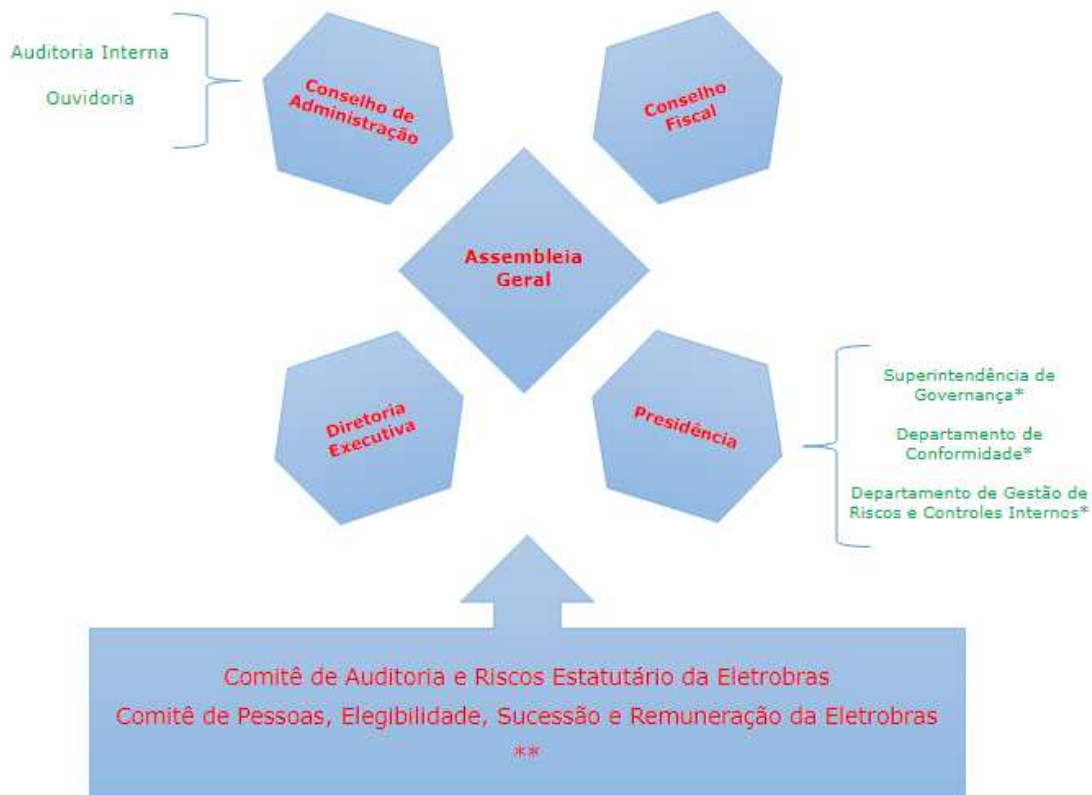 Auditoria Interna
Ouvidoria
Conselho de
Administração
Conselho
Fiscal
Assembleia
Geral
Diretoria
Executiva
Presidência
Superintendência de
Governança*
Departamento de
Conformidade*
Departamento de Gestão de
Riscos e Controles Internos*
Comitê de Auditoria e Riscos Estatutário da Eletrobras
Comitê de Pessoas, Elegibilidade, Sucessão e Remuneração da Eletrobras
**